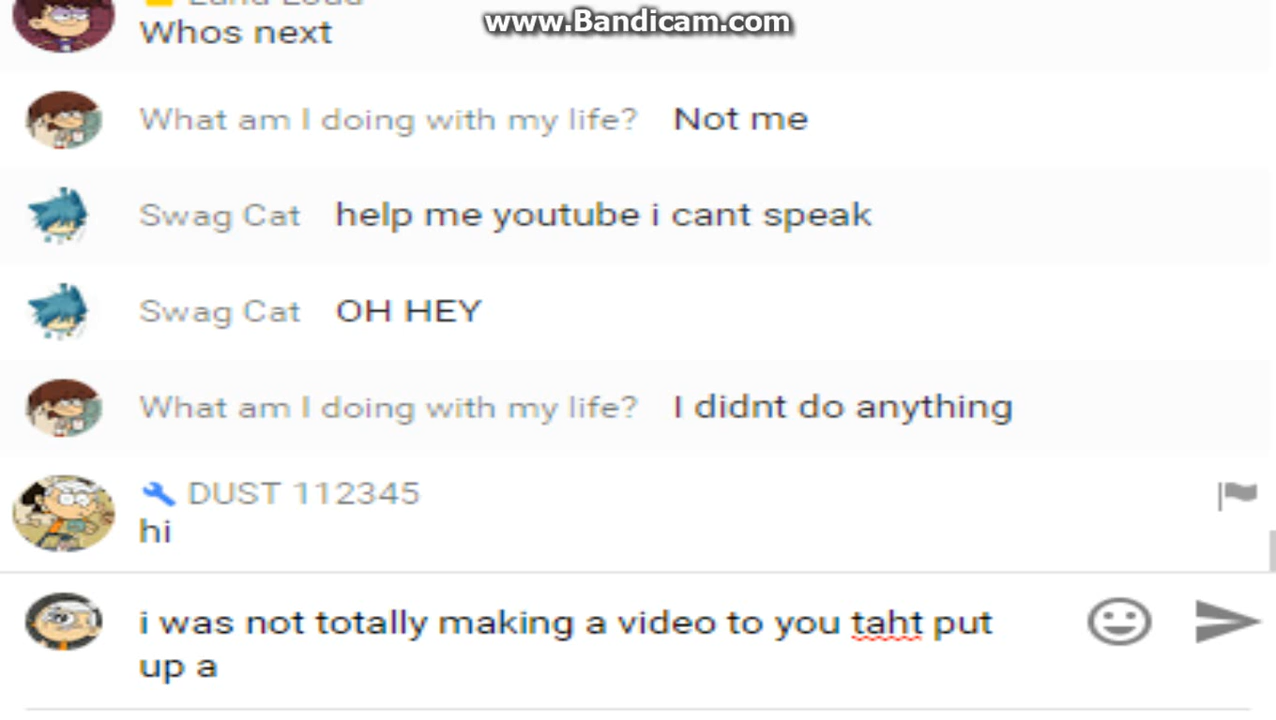 www.Bandicam.com
Whos next
What am I doing with my life? Not me
Swag Cat help me youtube i cant speak
Swag Cat OH HEY
What am I doing with my life? I didnt do anything
DUST 112345
hi
i was not totally making a video to you taht put
up a